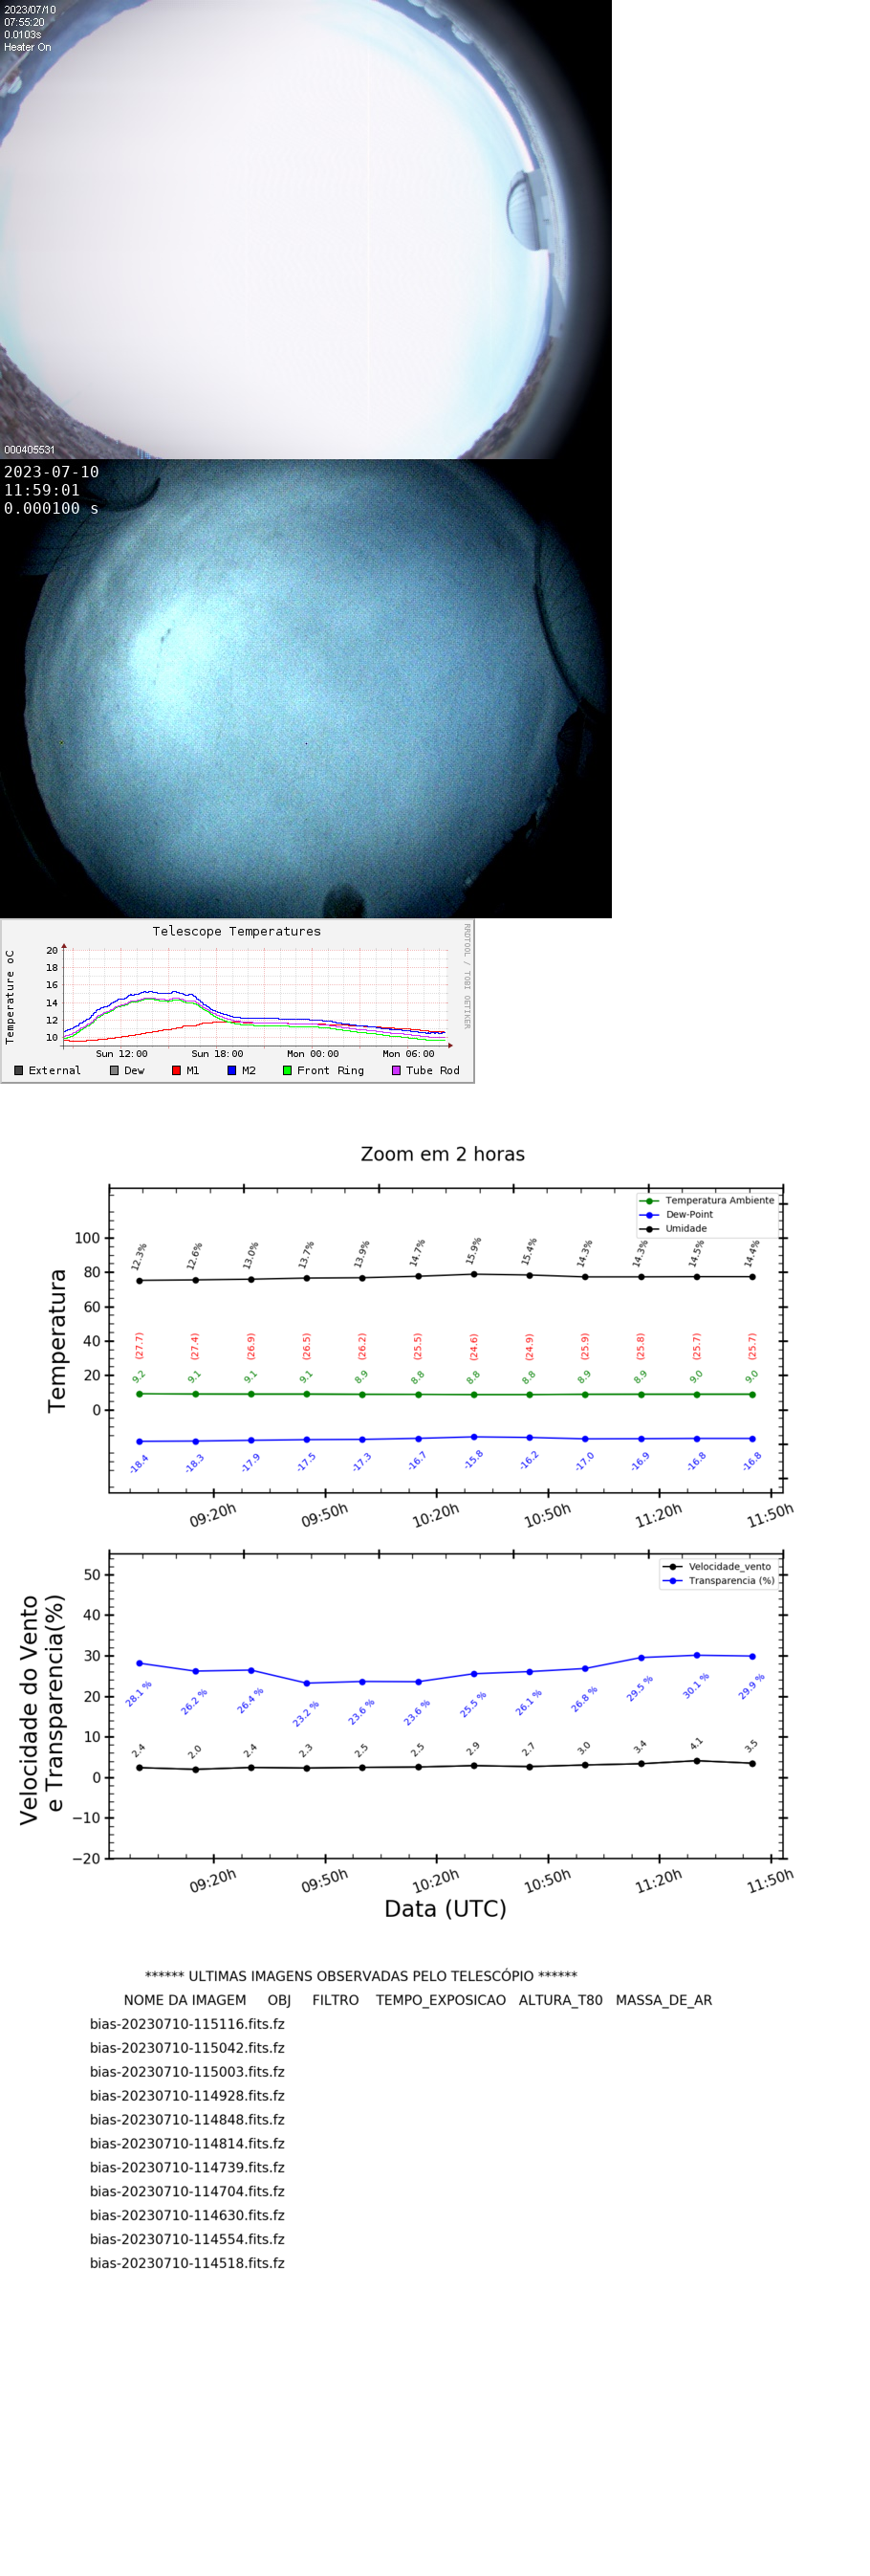 2023/07/10
07:55:20
0.0103s
Heater On
000405531
2023-07-10
11:59:01
0.000100 s
Telescope Temperatures
RRDTOOL / TOBI OETIKER
Temperature oC
20
18
16
14
12
10
Sun 12:00 Sun 18:00 Mon 00:00 Mon 06:00
External Dew M1 M2 Front Ring Tube Rod
Zoom em 2 horas
Temperatura Ambiente
Dew-Point
Umidade
Temperatura
100
80
60
40
20
0
12.3% 12.6% 13.0% 13.7% 13.9% 14.7% 15.9% 15.4% 14.3% 14.3% 14.5% 14.4%
(27.7) (27.4) (26.9) (26.5) (26.2) (25.5) (24.6) (24.9) (25.9) (25.8) (25.7) (25.7)
9.2 9.1 9.1 9.1 8.9 8.8 8.8 8.8 8.9 8.9 9.0 9.0
-18.4 -18.3 -17.9 -17.5 -17.3 -16.7 -15.8 -16.2 -17.0 -16.9 -16.8 -16.8
09:20h 09:50h 10:20h 10:50h 11:20h 11:50h
Velocidade_vento
Transparencia (%)
Velocidade do Vento
e Transparencia(%)
50
40
30
20
10
0
−10
−20
28.1 % 26.2 % 26.4 % 23.2 % 23.6 % 23.6 % 25.5 % 26.1 % 26.8 % 29.5 % 30.1 % 29.9 %
2.4 2.0 2.4 2.3 2.5 2.5 2.9 2.7 3.0 3.4 4.1 3.5
09:20h 09:50h 10:20h 10:50h 11:20h 11:50h
Data (UTC)
****** ULTIMAS IMAGENS OBSERVADAS PELO TELESCÓPIO ******
NOME DA IMAGEM OBJ FILTRO TEMPO_EXPOSICAO ALTURA_T80 MASSA_DE_AR
bias-20230710-115116.fits.fz
bias-20230710-115042.fits.fz
bias-20230710-115003.fits.fz
bias-20230710-114928.fits.fz
bias-20230710-114848.fits.fz
bias-20230710-114814.fits.fz
bias-20230710-114739.fits.fz
bias-20230710-114704.fits.fz
bias-20230710-114630.fits.fz
bias-20230710-114554.fits.fz
bias-20230710-114518.fits.fz